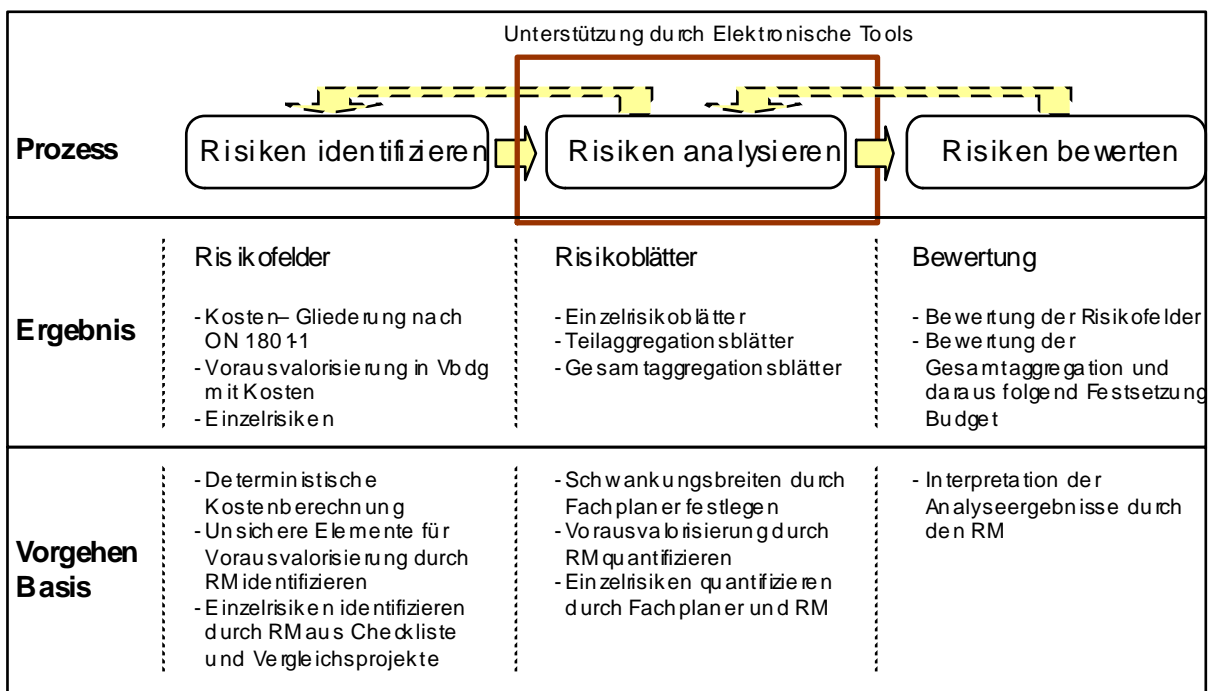 Unterstützung durch Elektronische Tools
Prozess
Risiken identifizieren
Risiken analysieren
Risiken bewerten
Ergebnis
Risikofelder
- Kosten– Gliederung nach
ON 1801-1
- Vorausvalorisierung in Vbdg
mit Kosten
- Einzelrisiken
Risikoblätter
- Einzelrisikoblätter
- Teilaggregationsblätter
- Gesamtaggregationsblätter
Bewertung
- Bewertung der Risikofelder
- Bewertung der
Gesamtaggregation und
daraus folgend Festsetzung
Budget
Vorgehen
Basis
- Deterministische
Kostenberechnung
- Unsichere Elemente für
Vorausvalorisierung durch
RM identifizieren
- Einzelrisiken identifizieren
durch RM aus Checkliste
und Vergleichsprojekte
- Schwankungsbreiten durch
Fachplaner festlegen
- Vorausvalorisierung durch
RM quantifizieren
- Einzelrisiken quantifizieren
durch Fachplaner und RM
- Interpretation der
Analyseergebnisse durch
den RM